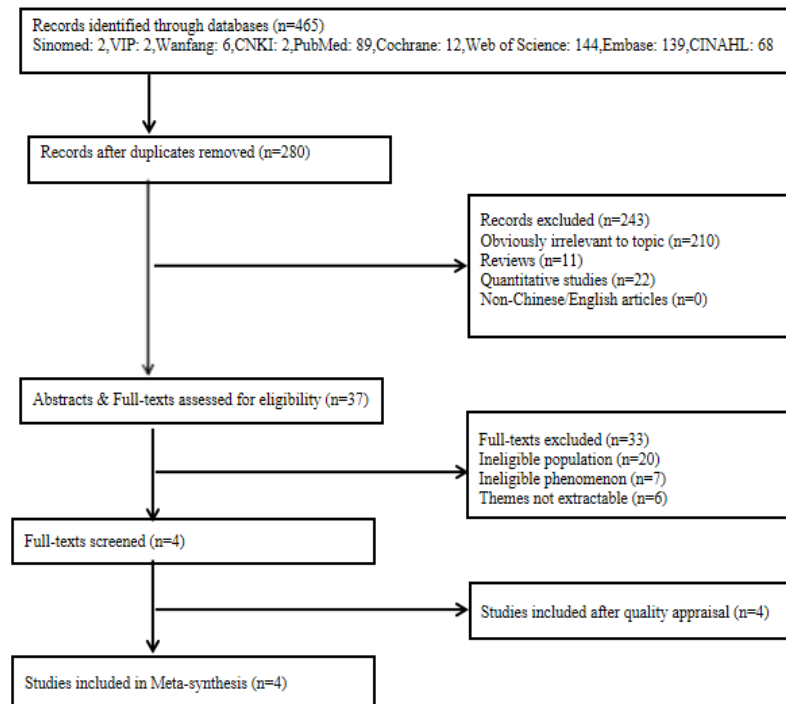 Records identified through databases (n=465)
Sinomed: 2,VIP: 2,Wanfang: 6,CNKI: 2,PubMed: 89,Cochrane: 12,Web of Science: 144,Embase: 139,CINAHL: 68
Records after duplicates removed (n=280)
Records excluded (n=243)
Obviously irrelevant to topic (n=210)
Reviews (n=11)
Quantitative studies (n=22)
Non-Chinese/English articles (n=0)
Abstracts & Full-texts assessed for eligibility (n=37)
Full-texts excluded (n=33)
Ineligible population (n=20)
Ineligible phenomenon (n=7)
Themes not extractable (n=6)
Full-texts screened (n=4)
Studies included after quality appraisal (n=4)
Studies included in Meta-synthesis (n=4)